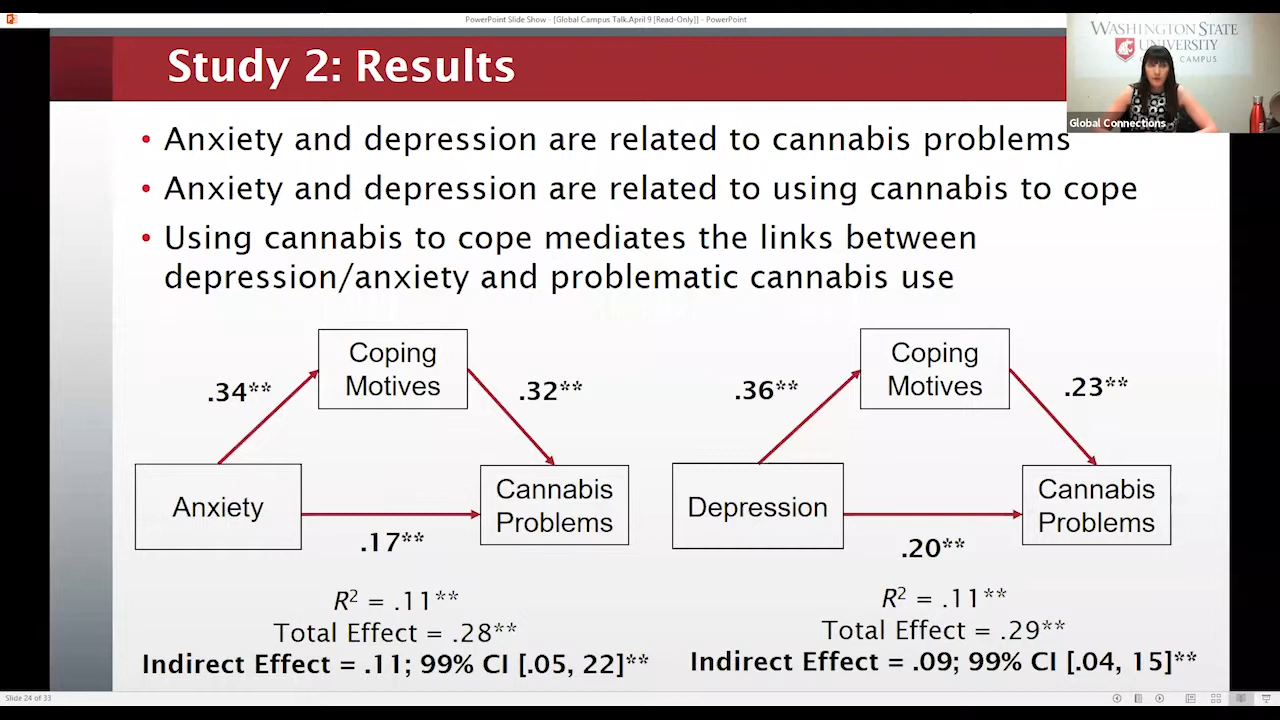 PowerPoint Slide Show - [Global Campus Talk.April 9 [Read-Only]] - PowerPoint
WASHINGTON STATE
UNIVERSITY
CAMPUS
Global Connections
Study 2: Results
• Anxiety and depression are related to cannabis problems
• Anxiety and depression are related to using cannabis to cope
• Using cannabis to cope mediates the links between
depression/anxiety and problematic cannabis use
Coping
Motives
.34**
.32**
Anxiety
Cannabis
Problems
.17**
R² = .11**
Total Effect = .28**
Indirect Effect = .11; 99% CI [.05, 22]**
Coping
Motives
.36**
.23**
Depression
Cannabis
Problems
.20**
R² = .11**
Total Effect = .29**
Indirect Effect = .09; 99% CI [.04, 15]**
Slide 24 of 33